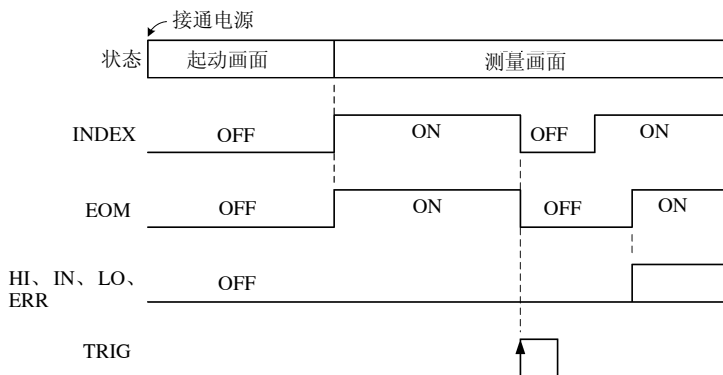 接通电源
状态 起动画面 测量画面
INDEX OFF ON OFF ON
EOM OFF ON OFF ON
HI、IN、LO、 OFF
ERR
TRIG